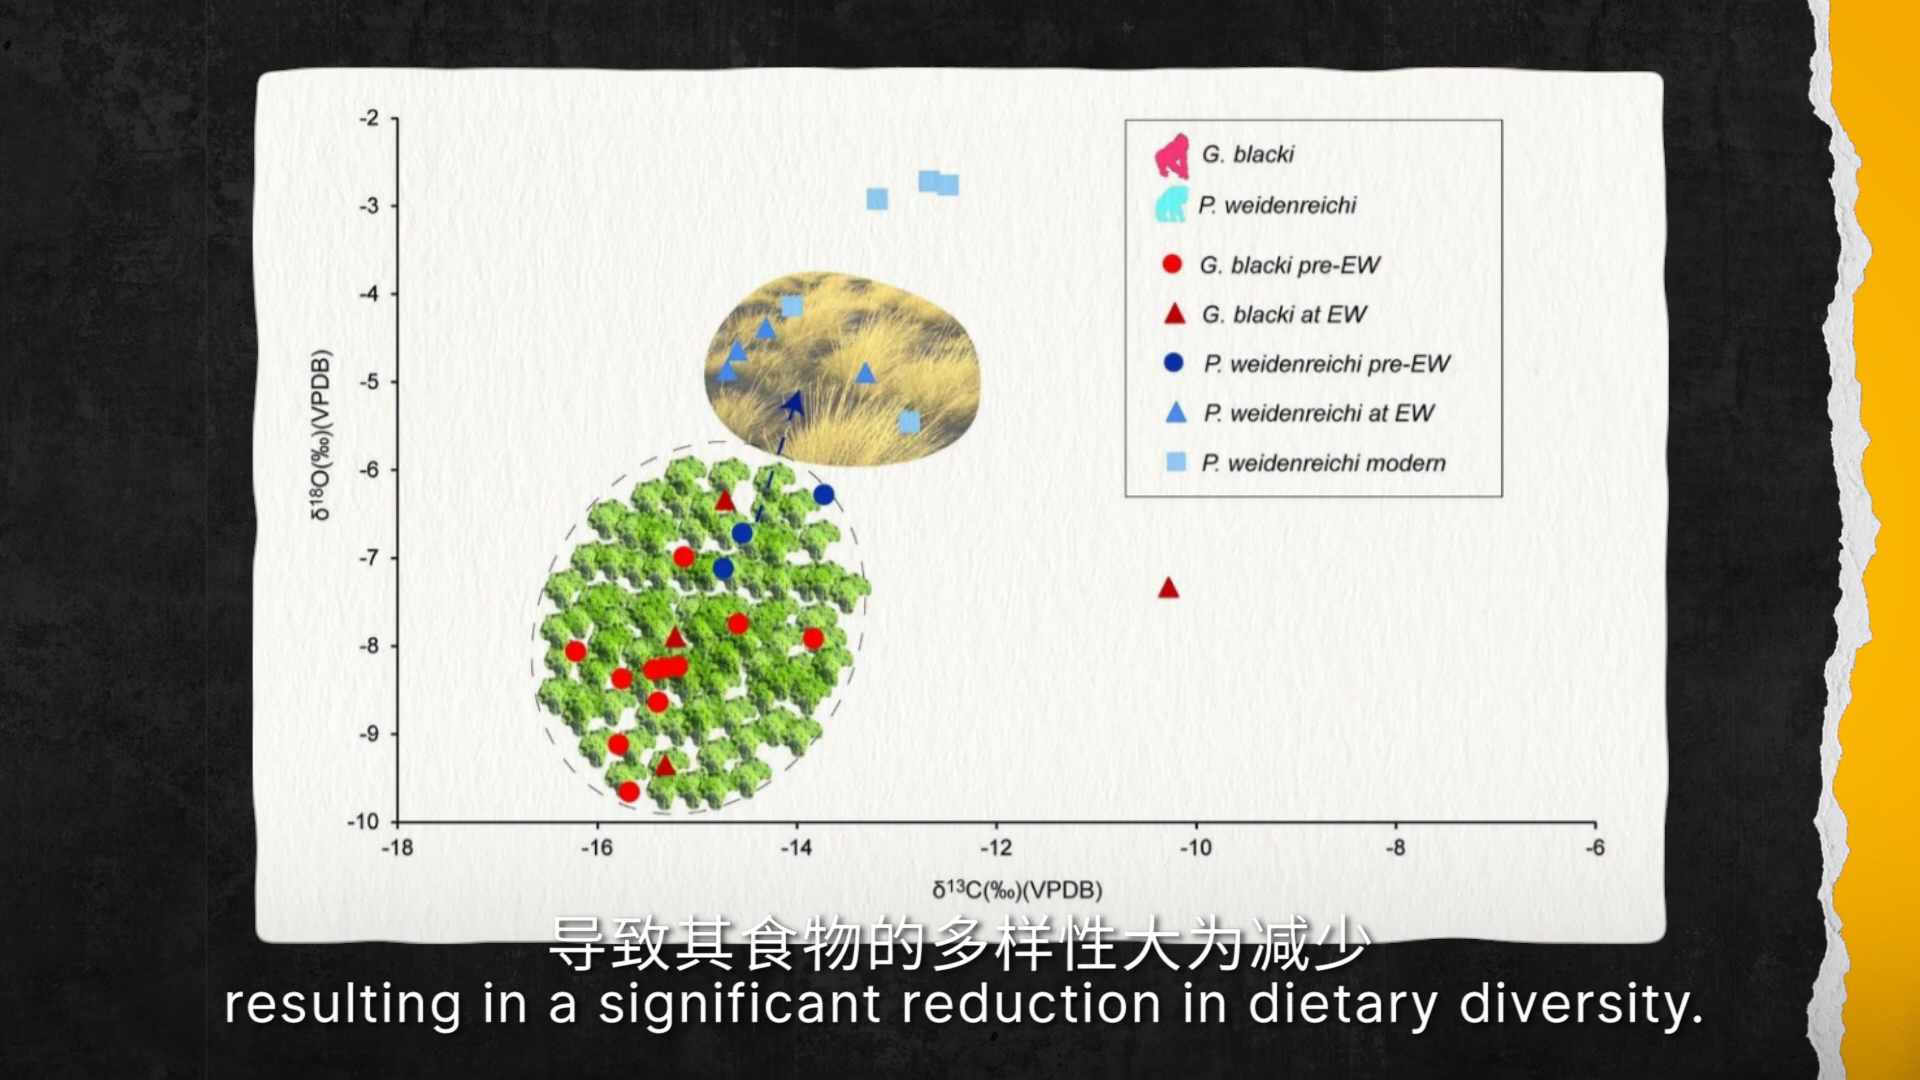 -2
-3
-4
-5
-6
-7
-8
-9
-10
-18
-16
-14
-12
-10
-8
-6
δ¹⁸O(‰)(VPDB)
δ¹³C(‰)(VPDB)
G. blacki
P. weidenreichi
G. blacki pre-EW
G. blacki at EW
P. weidenreichi pre-EW
P. weidenreichi at EW
P. weidenreichi modern
导致其食物的多样性大为减少
resulting in a significant reduction in dietary diversity.